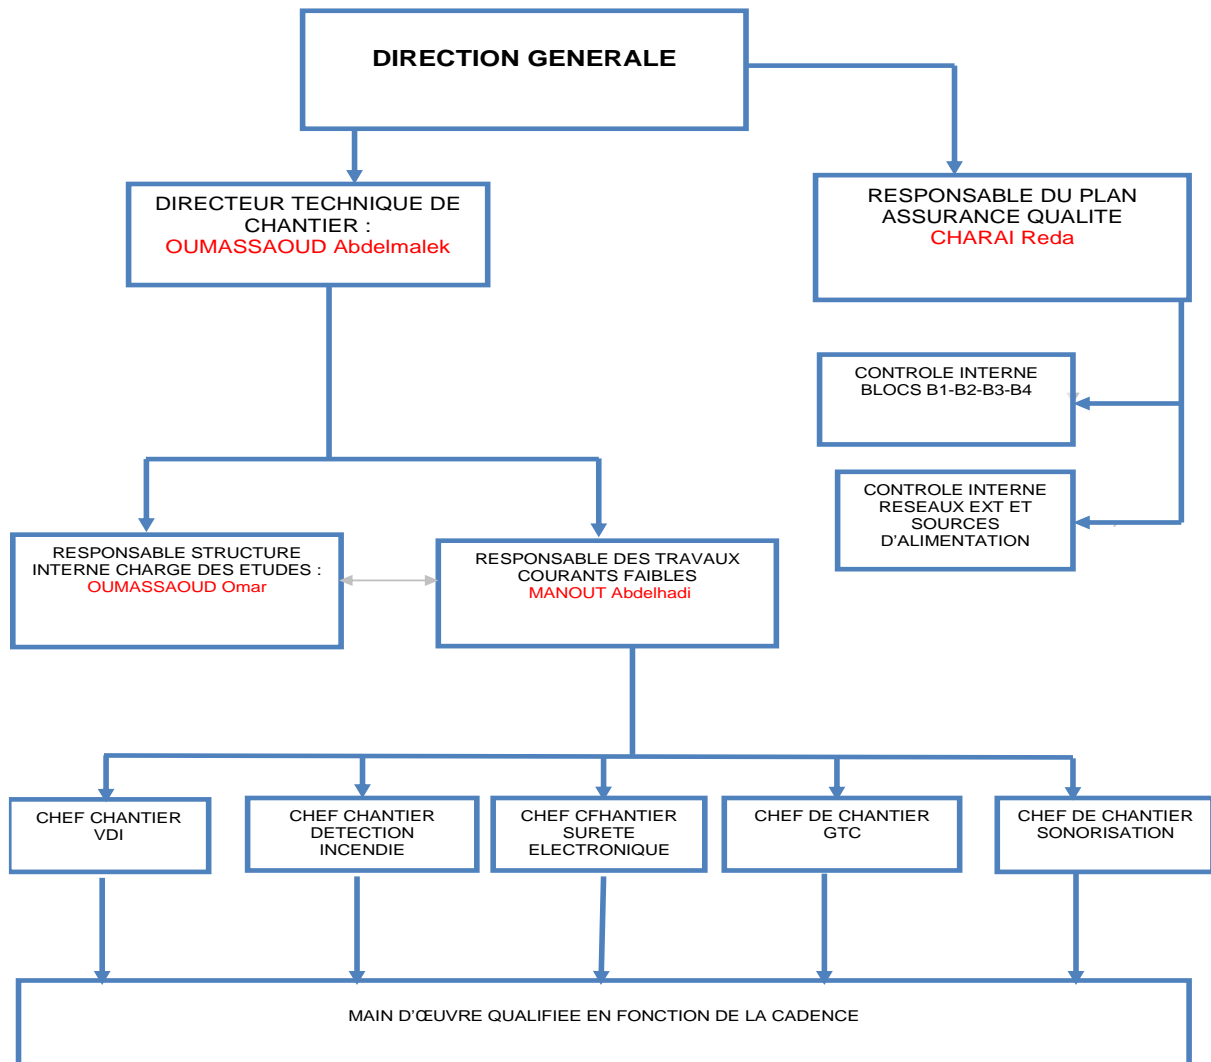 DIRECTION GENERALE
DIRECTEUR TECHNIQUE DE
CHANTIER :
OUMASSAOUD Abdelmalek
RESPONSABLE DU PLAN
ASSURANCE QUALITE
CHARAI Reda
CONTROLE INTERNE
BLOCS B1-B2-B3-B4
CONTROLE INTERNE
RESEAUX EXT ET
SOURCES
D'ALIMENTATION
RESPONSABLE STRUCTURE
INTERNE CHARGE DES ETUDES :
OUMASSAOUD Omar
RESPONSABLE DES TRAVAUX
COURANTS FAIBLES
MANOUT Abdelhadi
CHEF CHANTIER
VDI
CHEF CHANTIER
DETECTION
INCENDIE
CHEF CFHANTIER
SURETE
ELECTRONIQUE
CHEF DE CHANTIER
GTC
CHEF DE CHANTIER
SONORISATION
MAIN D'ŒUVRE QUALIFIEE EN FONCTION DE LA CADENCE